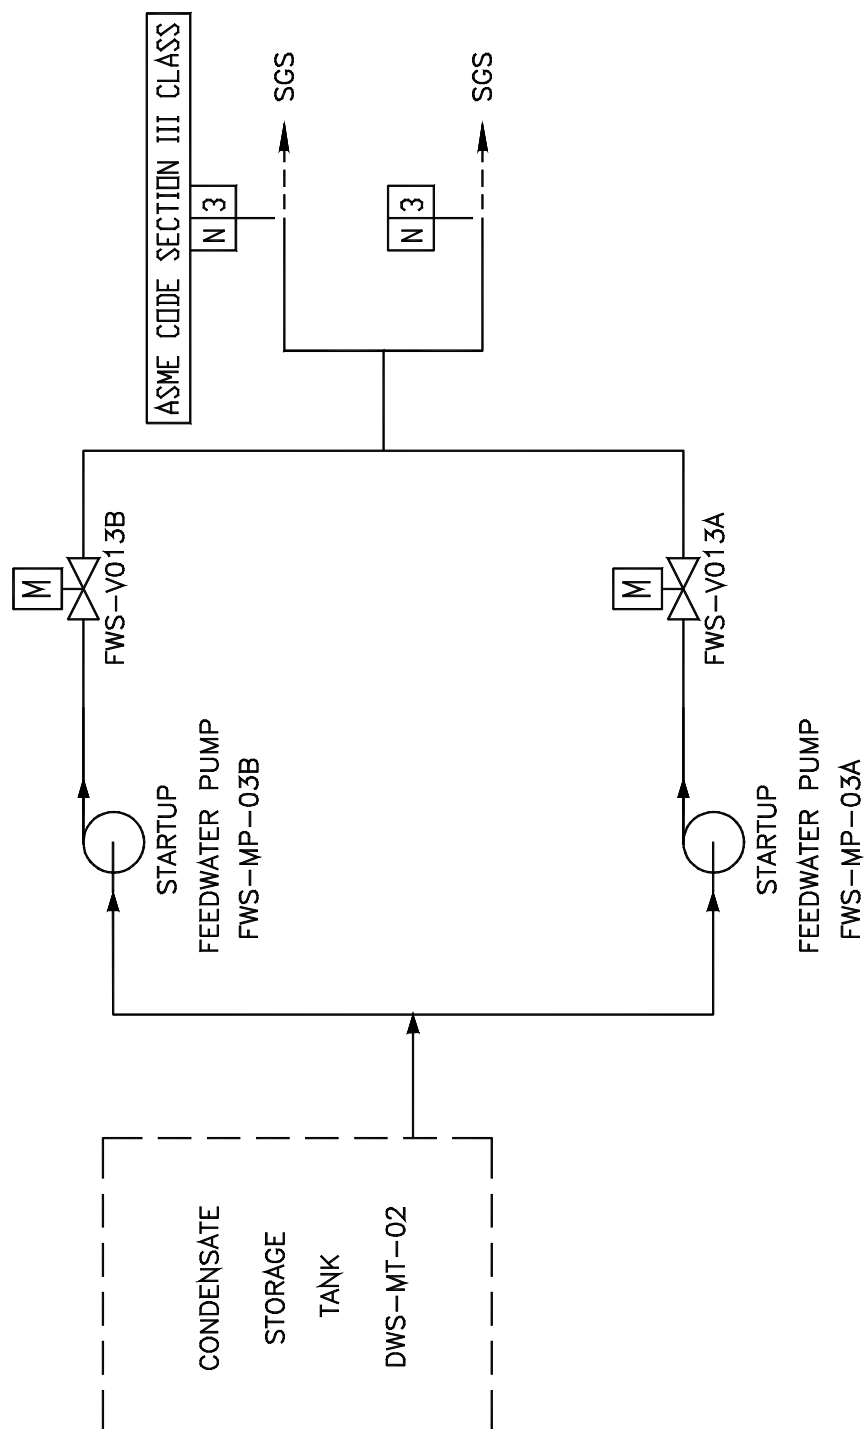 ASME CODE SECTION III CLASS
N 3
SGS
N 3
SGS
M
FWS-V013B
M
FWS-V013A
STARTUP
FEEDWATER PUMP
FWS-MP-03B
STARTUP
FEEDWATER PUMP
FWS-MP-03A
CONDENSATE
STORAGE
TANK
DWS-MT-02